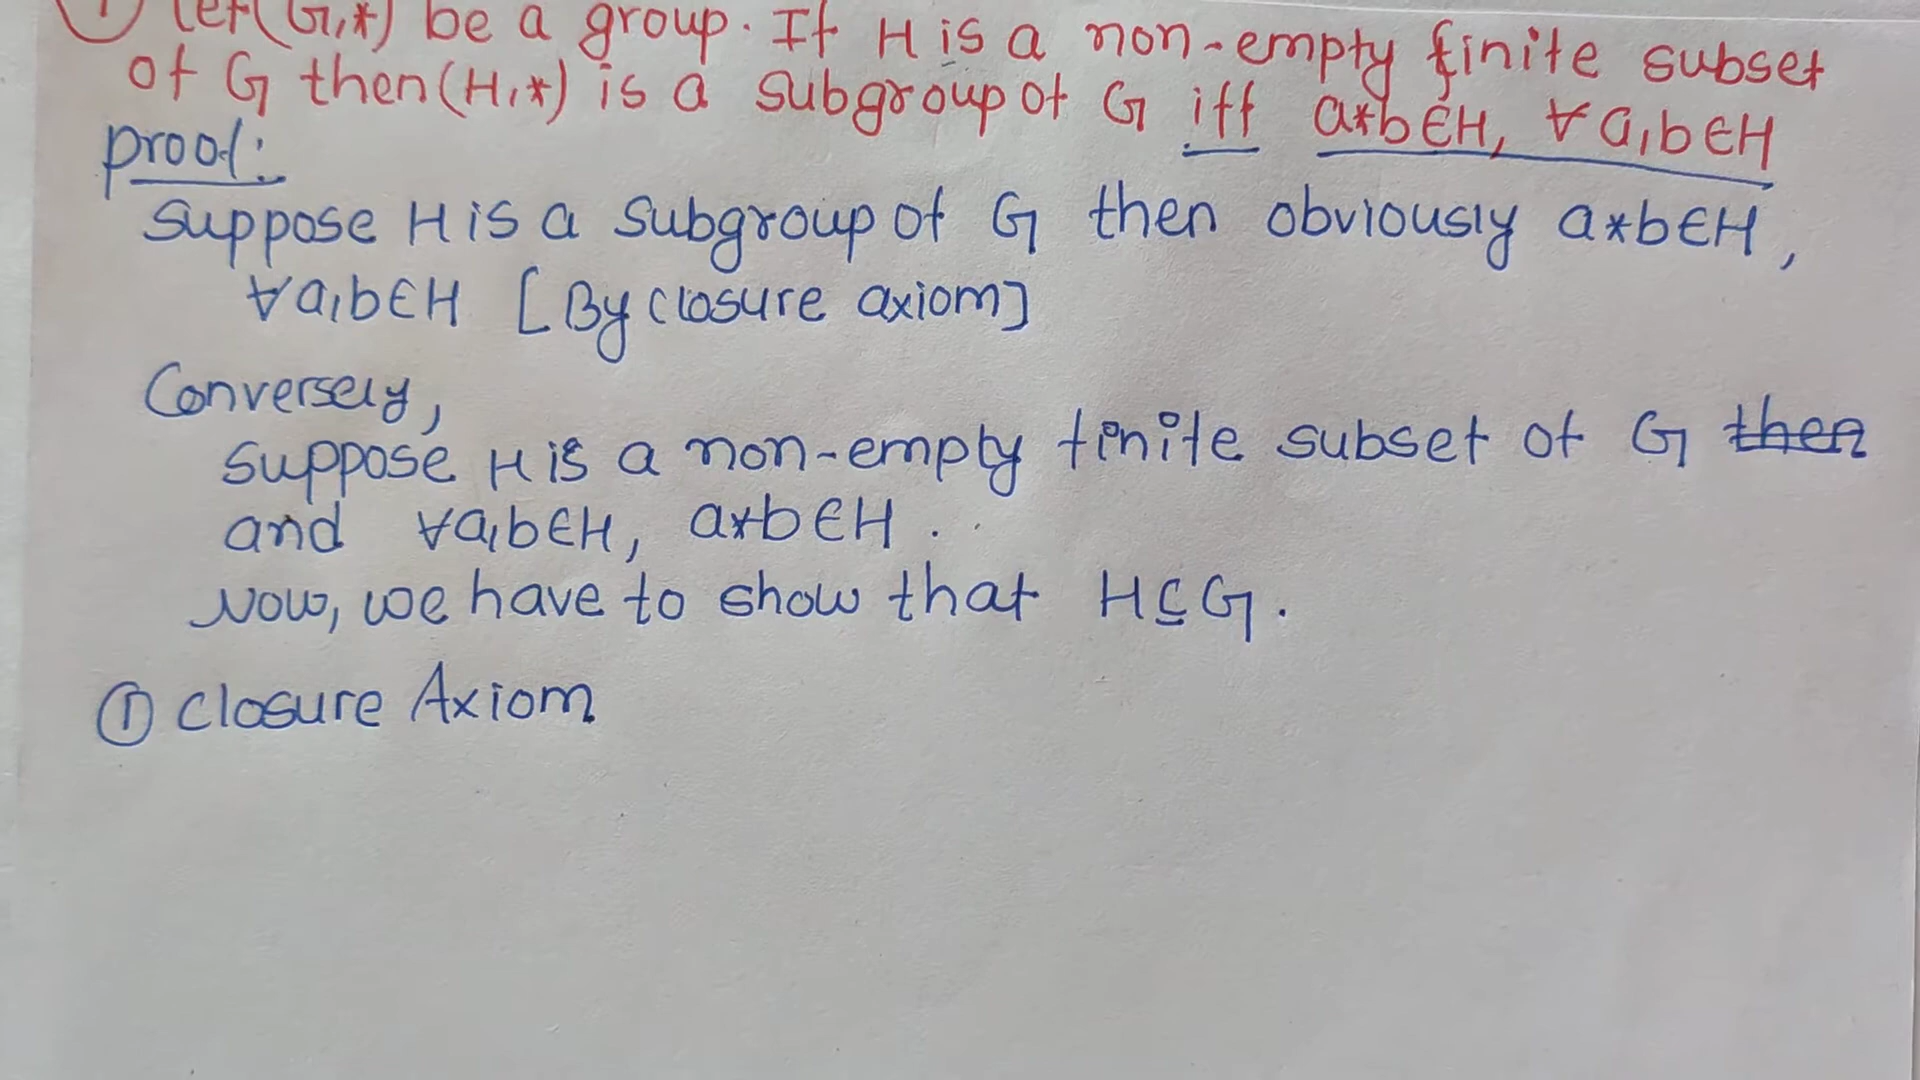 ① Let (G,*) be a group. If H is a non-empty finite subset
of G then (H,*) is a subgroup of G iff a*b∈H, ∀a,b∈H
proof:
Suppose H is a subgroup of G then obviously a*b∈H,
∀a,b∈H [By closure axiom]
Conversely,
suppose H is a non-empty finite subset of G ~~then~~
and ∀a,b∈H, a*b∈H.
Now, we have to show that H⊆G.
① closure Axiom